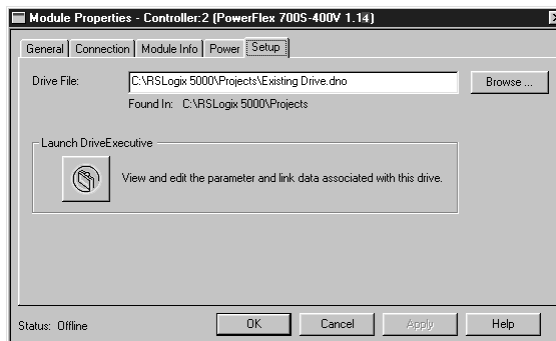 Module Properties - Controller:2 (PowerFlex 700S-400V 1.14)
General Connection Module Info Power Setup
Drive File: C:\RSLogix 5000\Projects\Existing Drive.dno Browse ...
Found In: C:\RSLogix 5000\Projects
Launch DriveExecutive
View and edit the parameter and link data associated with this drive.
Status: Offline OK Cancel Apply Help